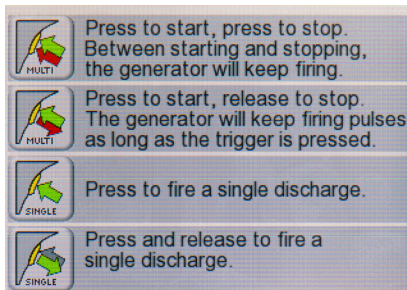 Press to start, press to stop.
Between starting and stopping,
the generator will keep firing.
MULTI
Press to start, release to stop.
The generator will keep firing pulses
as long as the trigger is pressed.
MULTI
Press to fire a single discharge.
SINGLE
Press and release to fire a
single discharge.
SINGLE